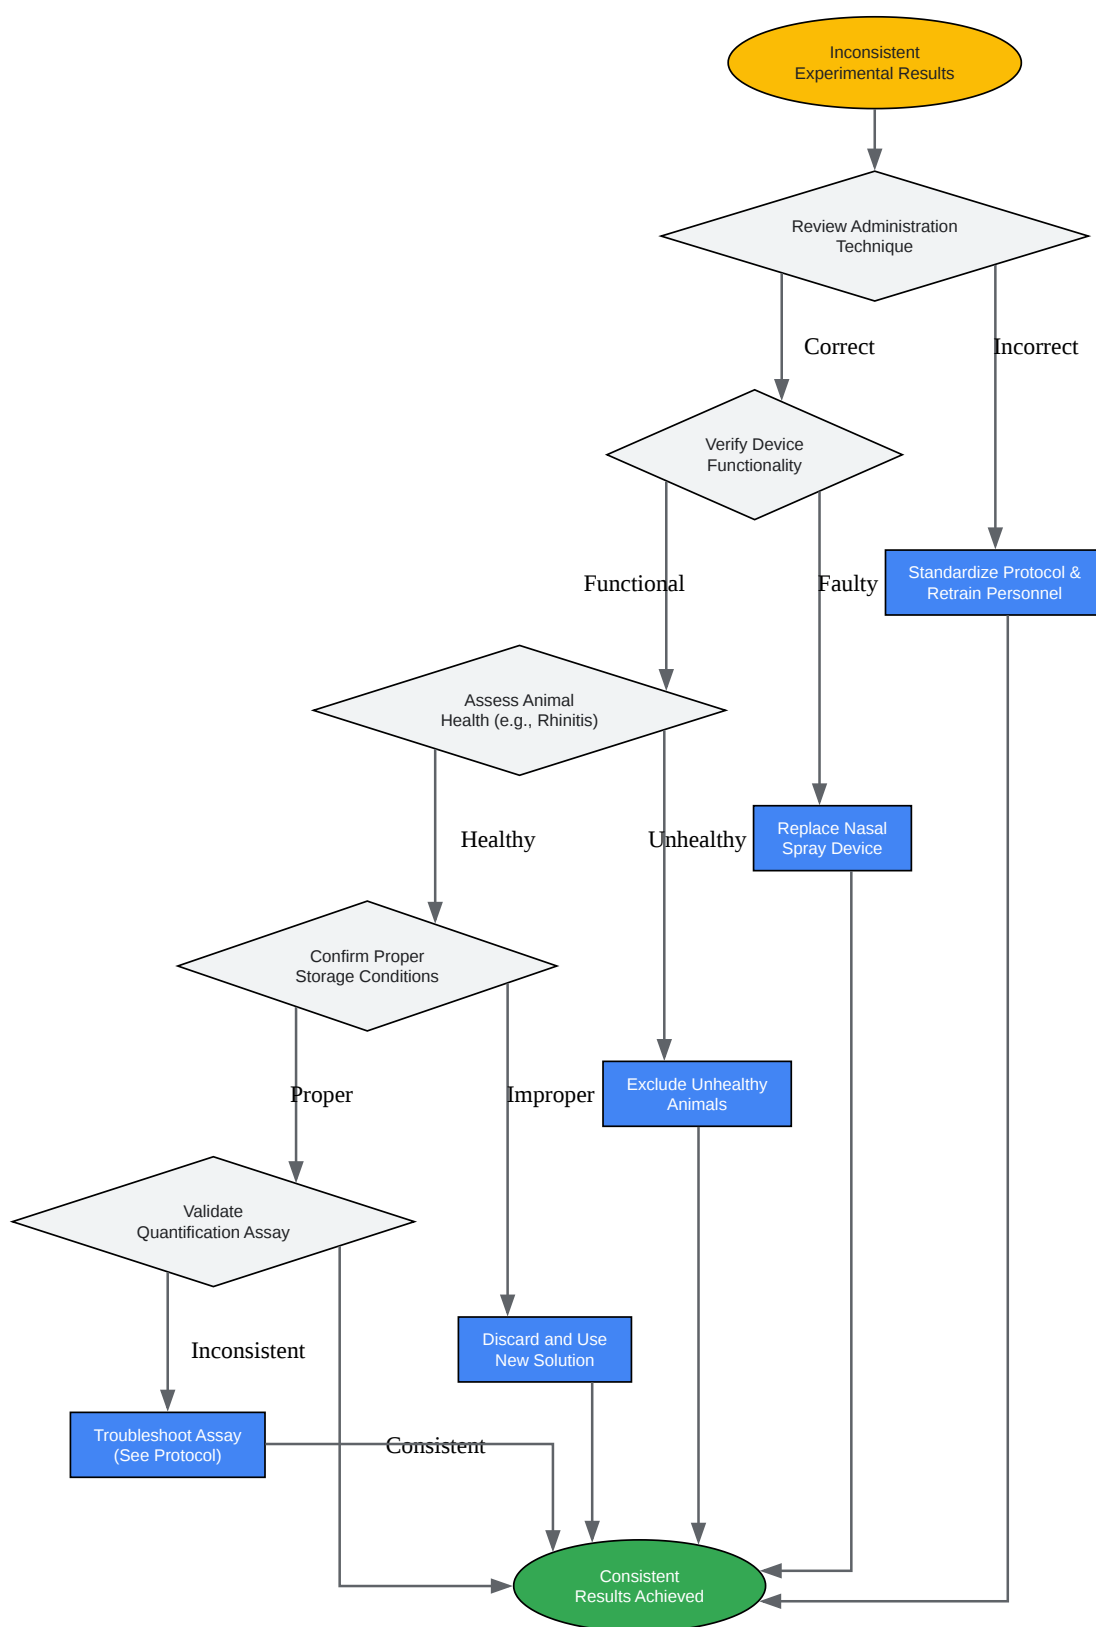 Inconsistent
Experimental Results
Review Administration
Technique
Correct
Incorrect
Verify Device
Functionality
Functional
Faulty
Standardize Protocol &
Retrain Personnel
Assess Animal
Health (e.g., Rhinitis)
Healthy
Unhealthy
Replace Nasal
Spray Device
Confirm Proper
Storage Conditions
Proper
Improper
Exclude Unhealthy
Animals
Validate
Quantification Assay
Inconsistent
Discard and Use
New Solution
Troubleshoot Assay
(See Protocol)
Consistent
Consistent
Results Achieved